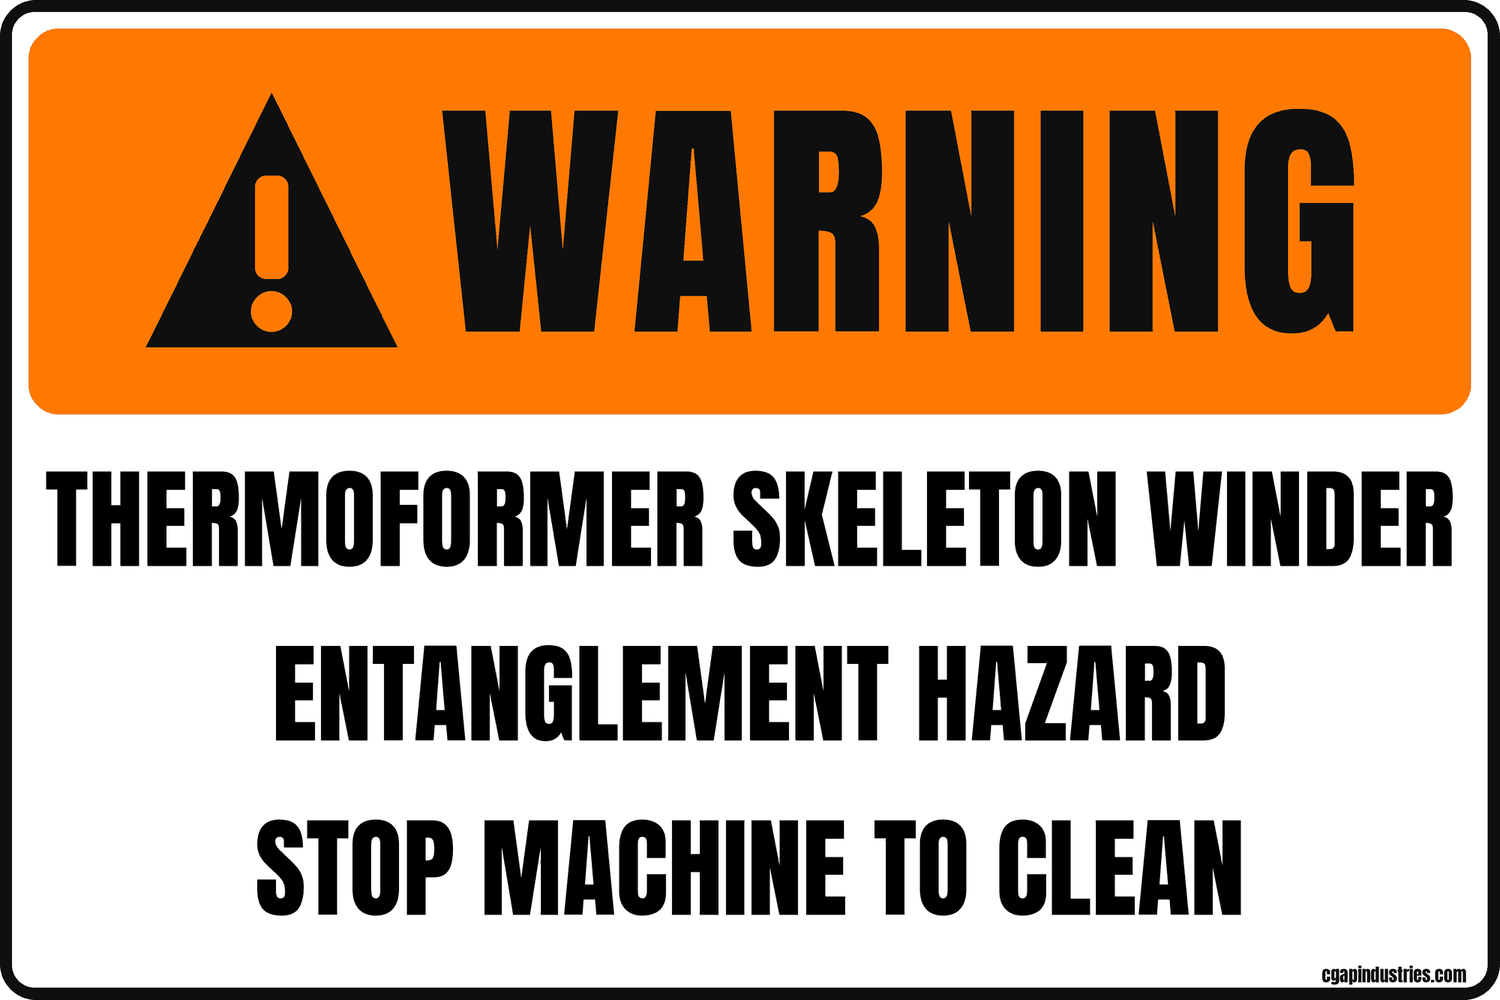 WARNING
THERMOFORMER SKELETON WINDER
ENTANGLEMENT HAZARD
STOP MACHINE TO CLEAN
cgapindustries.com